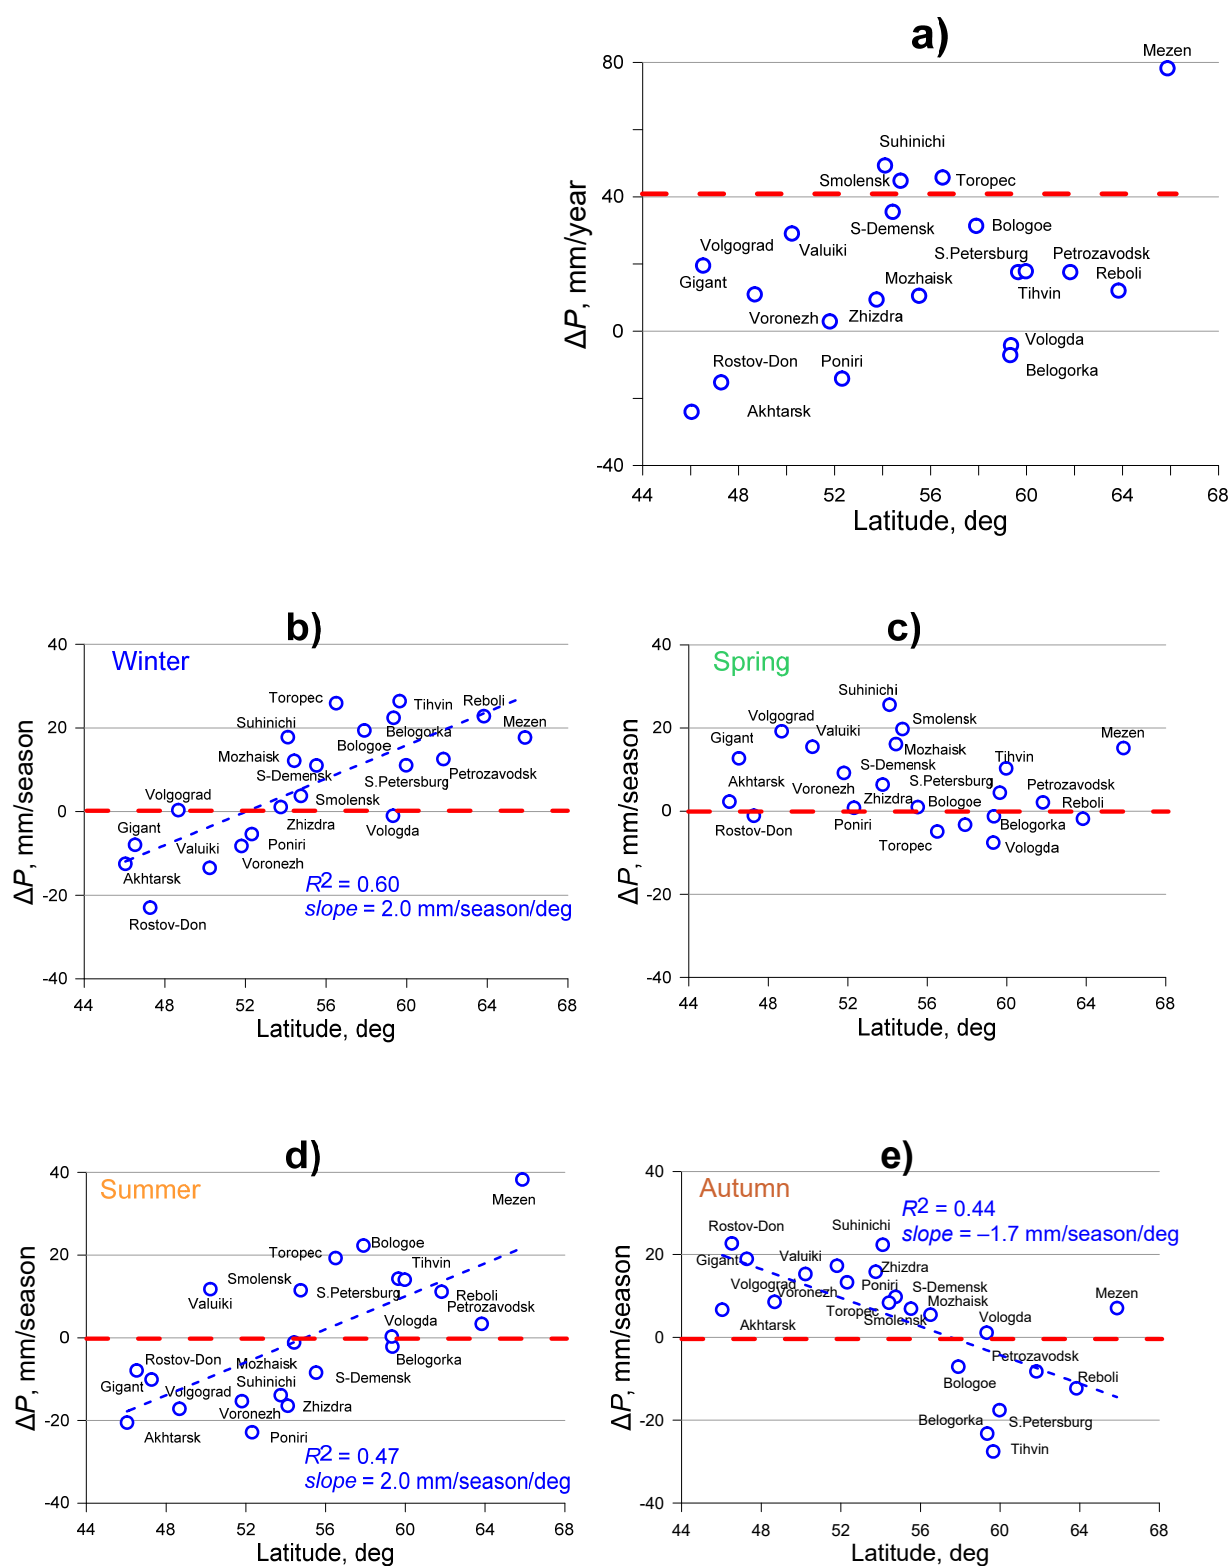 a)
Mezen
80
Suhinichi
Smolensk
Toropec
40
S-Demensk
Bologoe
Volgograd
Valuiki
S.Petersburg
Petrozavodsk
Gigant
Mozhaisk
Reboli
Tihvin
Voronezh
Zhizdra
0
Vologda
Rostov-Don
Poniri
Belogorka
Akhtarsk
-40
ΔP, mm/year
44 48 52 56 60 64 68
Latitude, deg
b)
40
Winter
Toropec
Tihvin
Reboli
20
Suhinichi
Belogorka
Mezen
Bologoe
Mozhaisk
S-Demensk
S.Petersburg
Petrozavodsk
Volgograd
Smolensk
0
Gigant
Zhizdra
Vologda
Valuiki
Poniri
Akhtarsk
Voronezh
R2 = 0.60
-20
slope = 2.0 mm/season/deg
Rostov-Don
-40
ΔP, mm/season
44 48 52 56 60 64 68
Latitude, deg
c)
40
Spring
Suhinichi
Volgograd
Smolensk
20
Gigant
Valuiki
Mozhaisk
Mezen
Tihvin
S-Demensk
Akhtarsk
Voronezh
S.Petersburg
Petrozavodsk
Zhizdra
Bologoe
Reboli
0
Rostov-Don
Poniri
Belogorka
Toropec
Vologda
-20
-40
ΔP, mm/season
44 48 52 56 60 64 68
Latitude, deg
d)
40
Summer
Mezen
Bologoe
20
Toropec
Tihvin
Smolensk
S.Petersburg
Reboli
Valuiki
Petrozavodsk
Vologda
0
Rostov-Don
Mozhaisk
Belogorka
Gigant
Volgograd
Suhinichi
S-Demensk
Voronezh
Zhizdra
-20
Akhtarsk
Poniri
R2 = 0.47
slope = 2.0 mm/season/deg
-40
ΔP, mm/season
44 48 52 56 60 64 68
Latitude, deg
e)
40
Autumn
R2 = 0.44
Rostov-Don
Suhinichi
slope = –1.7 mm/season/deg
20
Gigant
Valuiki
Zhizdra
Volgograd
Voronezh
Poniri
S-Demensk
Mezen
Akhtarsk
Toropec
Smolensk
Mozhaisk
Vologda
0
Petrozavodsk
Bologoe
Reboli
-20
Belogorka
S.Petersburg
Tihvin
-40
ΔP, mm/season
44 48 52 56 60 64 68
Latitude, deg